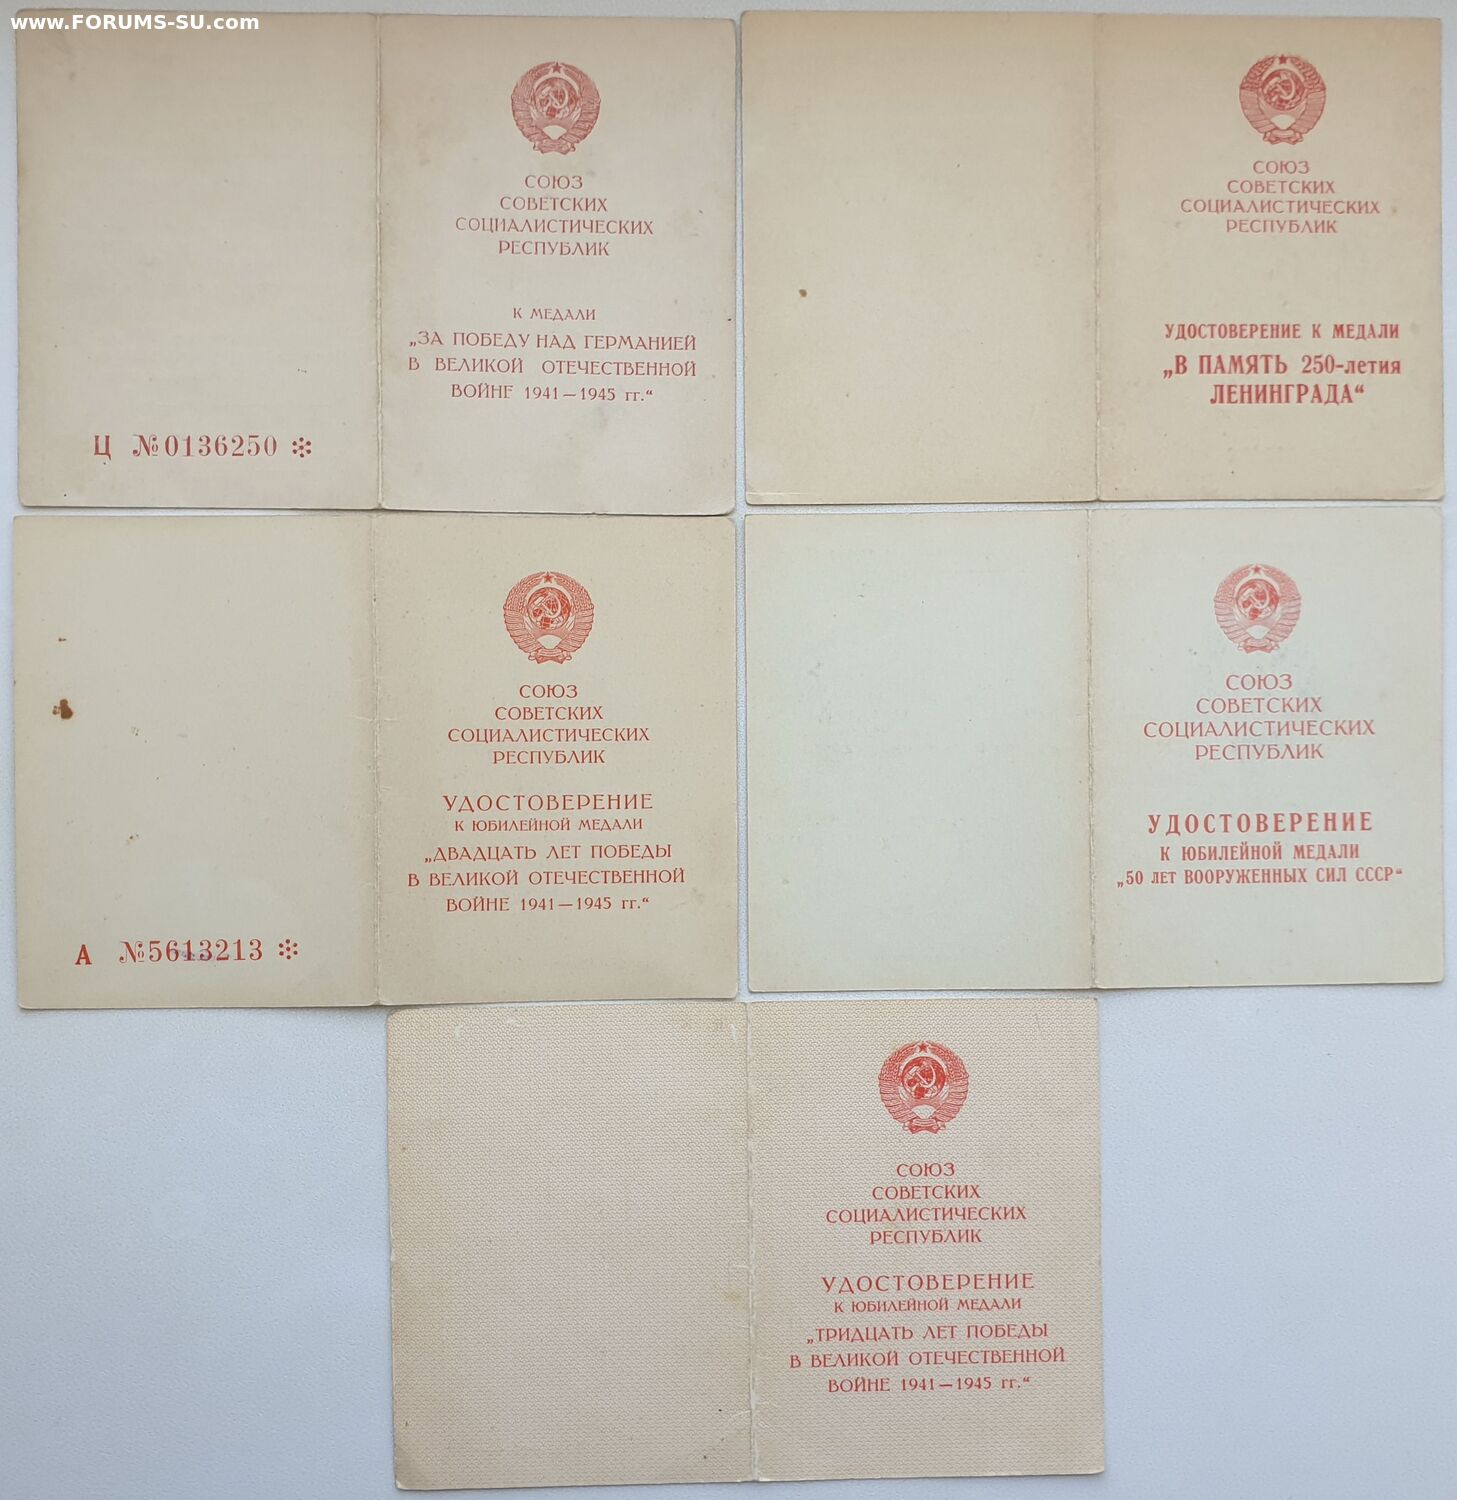 www.FORUMS-SU.com
СОЮЗ
СОВЕТСКИХ
СОЦИАЛИСТИЧЕСКИХ
РЕСПУБЛИК
К МЕДАЛИ
„ЗА ПОБЕДУ НАД ГЕРМАНИЕЙ
В ВЕЛИКОЙ ОТЕЧЕСТВЕННОЙ
ВОЙНЕ 1941—1945 гг.“
Ц №0136250
СОЮЗ
СОВЕТСКИХ
СОЦИАЛИСТИЧЕСКИХ
РЕСПУБЛИК
УДОСТОВЕРЕНИЕ К МЕДАЛИ
„В ПАМЯТЬ 250-летия
ЛЕНИНГРАДА“
СОЮЗ
СОВЕТСКИХ
СОЦИАЛИСТИЧЕСКИХ
РЕСПУБЛИК
УДОСТОВЕРЕНИЕ
К ЮБИЛЕЙНОЙ МЕДАЛИ
„ДВАДЦАТЬ ЛЕТ ПОБЕДЫ
В ВЕЛИКОЙ ОТЕЧЕСТВЕННОЙ
ВОЙНЕ 1941—1945 гг.“
А №5613213
СОЮЗ
СОВЕТСКИХ
СОЦИАЛИСТИЧЕСКИХ
РЕСПУБЛИК
УДОСТОВЕРЕНИЕ
К ЮБИЛЕЙНОЙ МЕДАЛИ
„50 ЛЕТ ВООРУЖЕННЫХ СИЛ СССР“
СОЮЗ
СОВЕТСКИХ
СОЦИАЛИСТИЧЕСКИХ
РЕСПУБЛИК
УДОСТОВЕРЕНИЕ
К ЮБИЛЕЙНОЙ МЕДАЛИ
„ТРИДЦАТЬ ЛЕТ ПОБЕДЫ
В ВЕЛИКОЙ ОТЕЧЕСТВЕННОЙ
ВОЙНЕ 1941—1945 гг.“